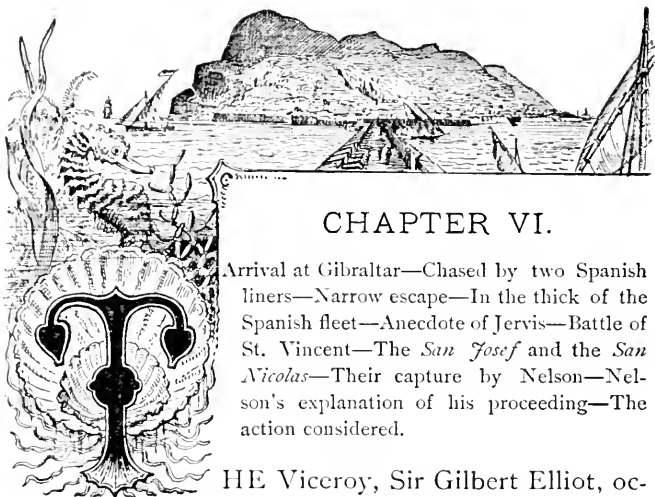 CHAPTER VI.
Arrival at Gibraltar—Chased by two Spanish
liners—Narrow escape—In the thick of the
Spanish fleet—Anecdote of Jervis—Battle of
St. Vincent—The San Josef and the San
Nicolas—Their capture by Nelson—Nel-
son's explanation of his proceeding—The
action considered.
THE Viceroy, Sir Gilbert Elliot, oc-